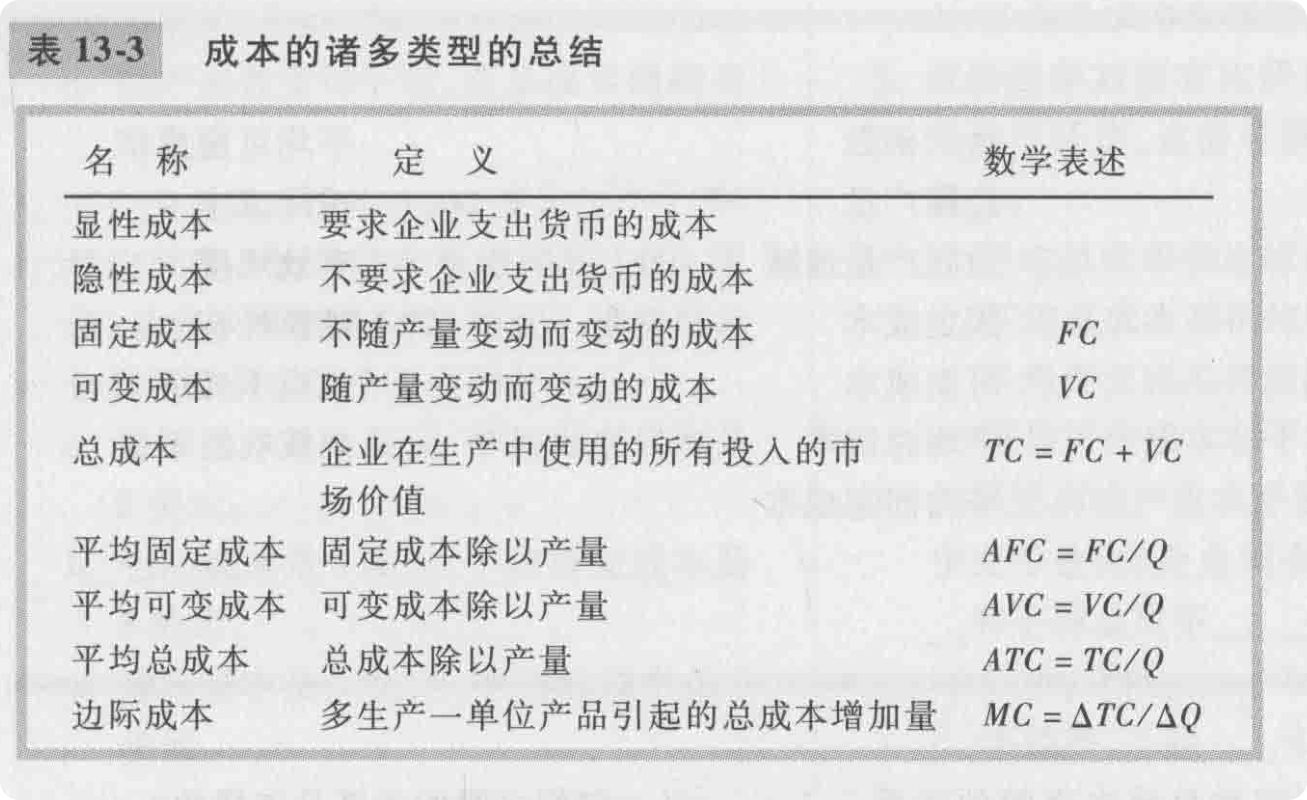 表 13-3 成本的诸多类型的总结
名 称 定 义 数学表述
显性成本 要求企业支出货币的成本
隐性成本 不要求企业支出货币的成本
固定成本 不随产量变动而变动的成本 FC
可变成本 随产量变动而变动的成本 VC
总成本 企业在生产中使用的所有投入的市 TC = FC + VC
场价值
平均固定成本 固定成本除以产量 AFC = FC/Q
平均可变成本 可变成本除以产量 AVC = VC/Q
平均总成本 总成本除以产量 ATC = TC/Q
边际成本 多生产一单位产品引起的总成本增加量 MC = ΔTC/ΔQ